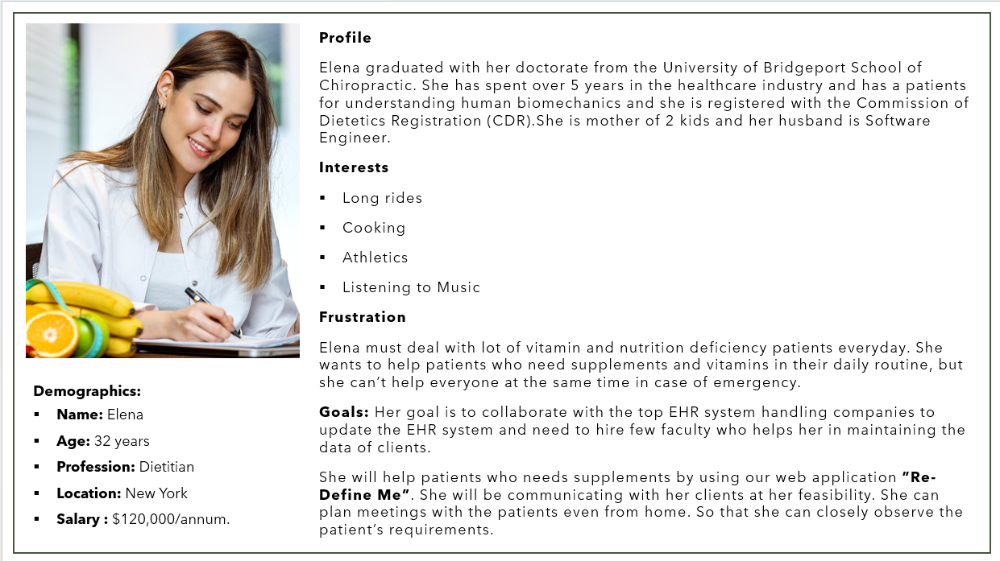 Profile
Elena graduated with her doctorate from the University of Bridgeport School of
Chiropractic. She has spent over 5 years in the healthcare industry and has a patients
for understanding human biomechanics and she is registered with the Commission of
Dietetics Registration (CDR).She is mother of 2 kids and her husband is Software
Engineer.
Interests
▪ Long rides
▪ Cooking
▪ Athletics
▪ Listening to Music
Frustration
Elena must deal with lot of vitamin and nutrition deficiency patients everyday. She
wants to help patients who need supplements and vitamins in their daily routine, but
she can’t help everyone at the same time in case of emergency.
Goals: Her goal is to collaborate with the top EHR system handling companies to
update the EHR system and need to hire few faculty who helps her in maintaining the
data of clients.
She will help patients who needs supplements by using our web application ”Re-
Define Me”. She will be communicating with her clients at her feasibility. She can
plan meetings with the patients even from home. So that she can closely observe the
patient’s requirements.
Demographics:
▪ Name: Elena
▪ Age: 32 years
▪ Profession: Dietitian
▪ Location: New York
▪ Salary : $120,000/annum.